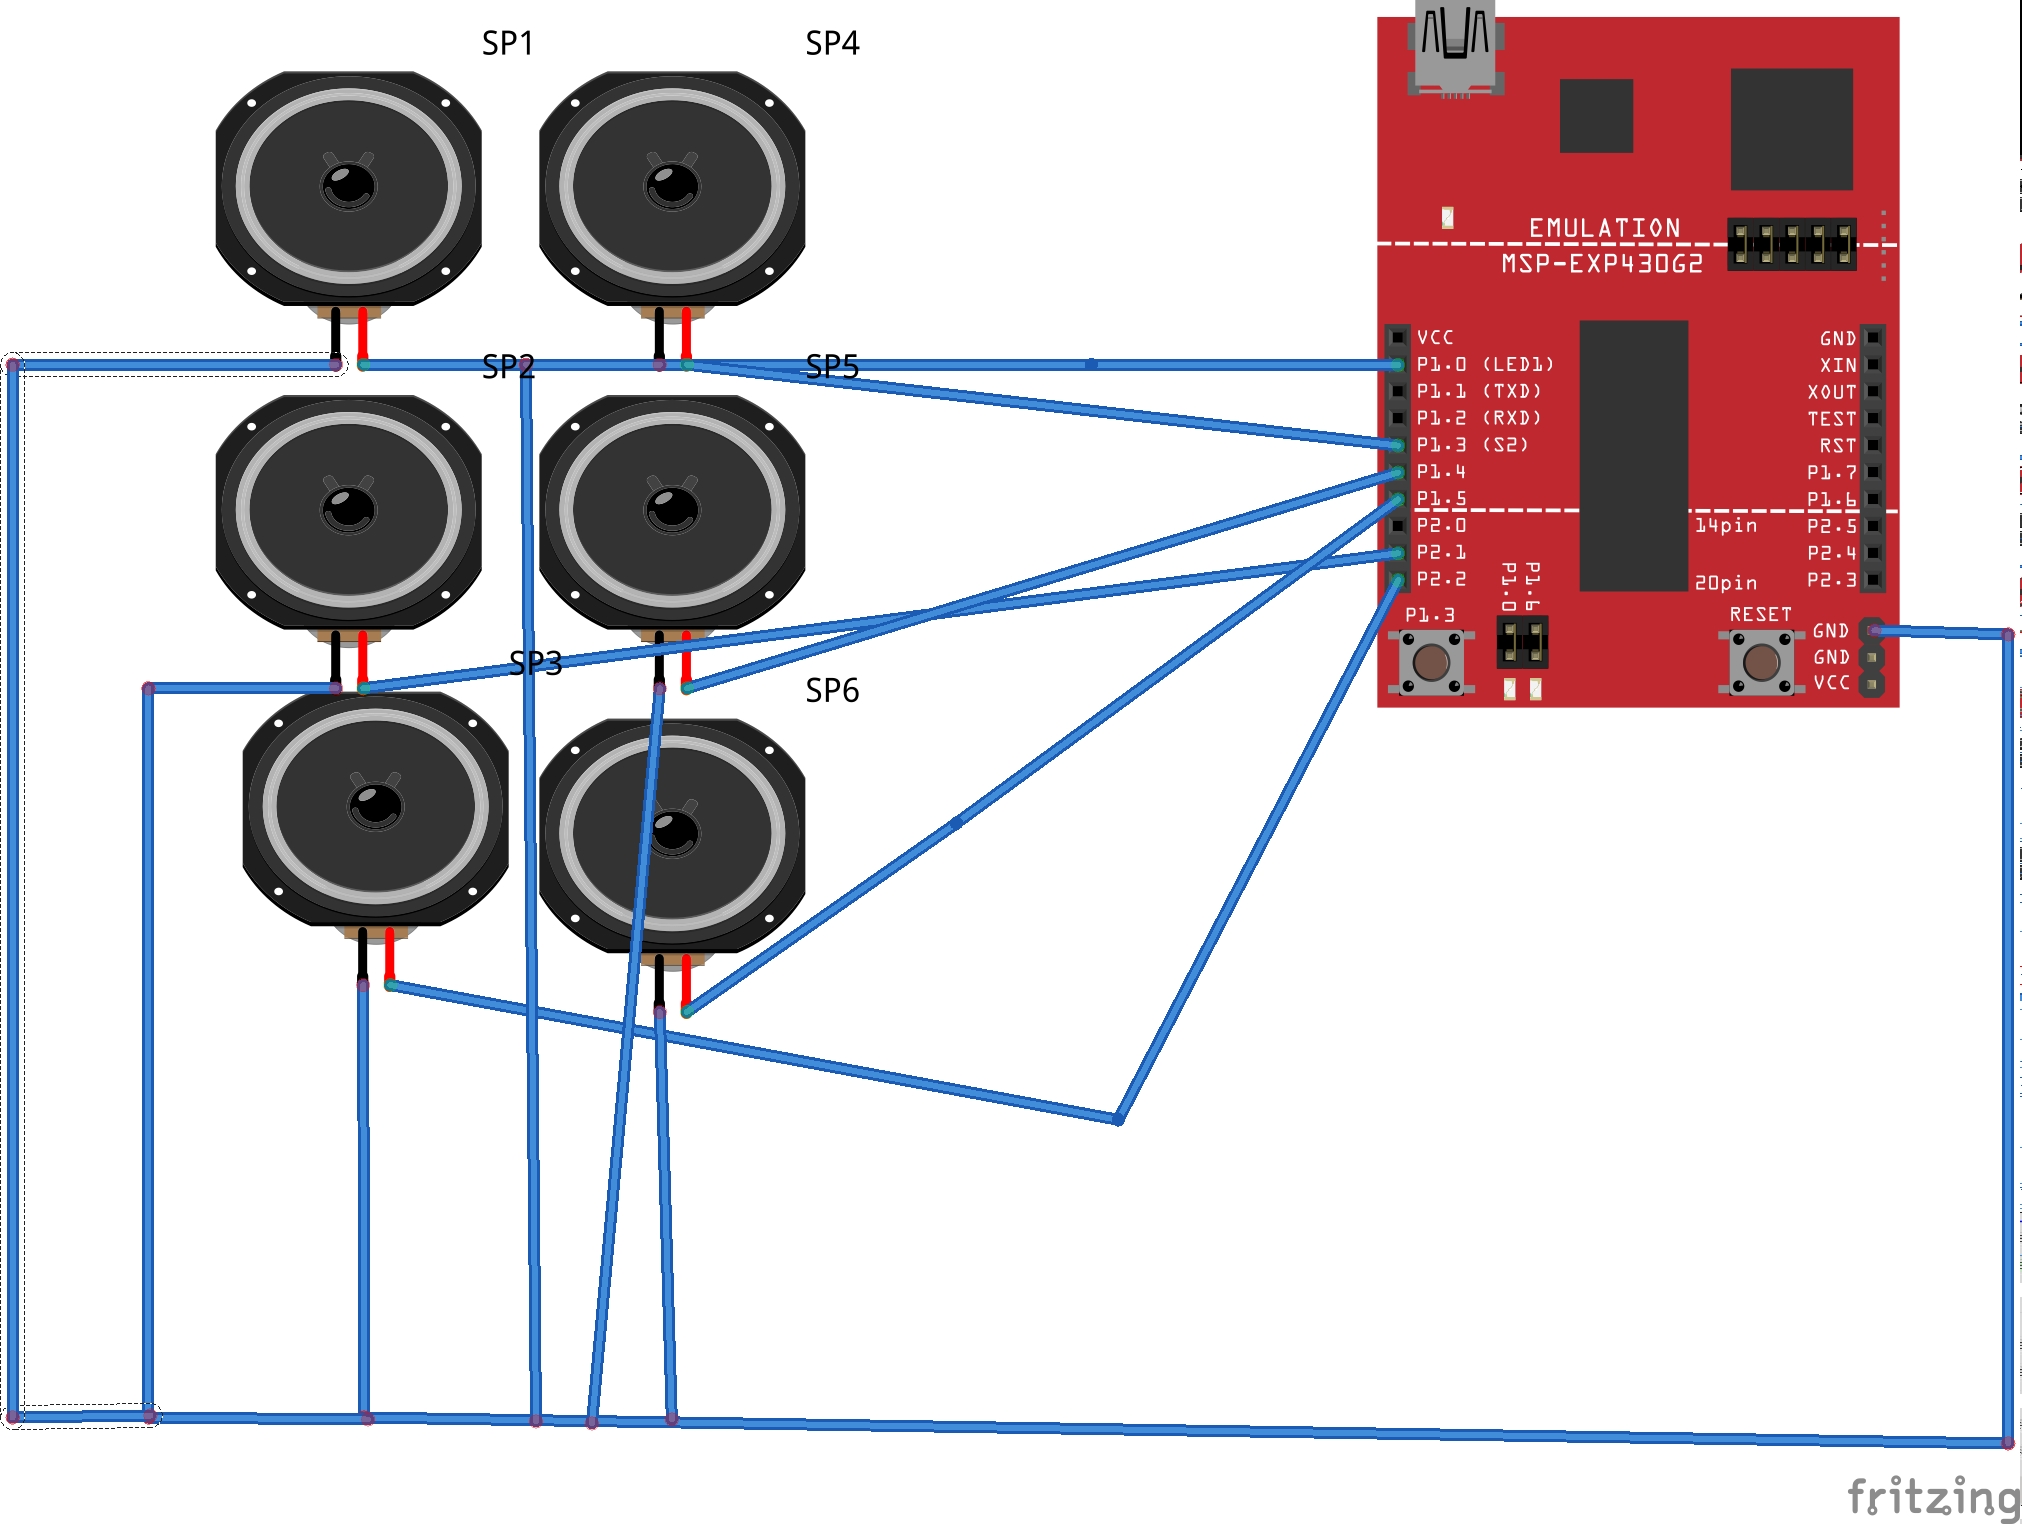 SP1
SP4
SP2
SP5
SP3
SP6
EMULATION
MSP-EXP430G2
VCC
P1.0 (LED1)
P1.1 (TXD)
P1.2 (RXD)
P1.3 (S2)
P1.4
P1.5
P2.0
P2.1
P2.2
GND
XIN
XOUT
TEST
RST
P1.7
P1.6
P2.5
P2.4
P2.3
14pin
20pin
P1.0
P1.6
P1.3
RESET
GND
GND
VCC
fritzing